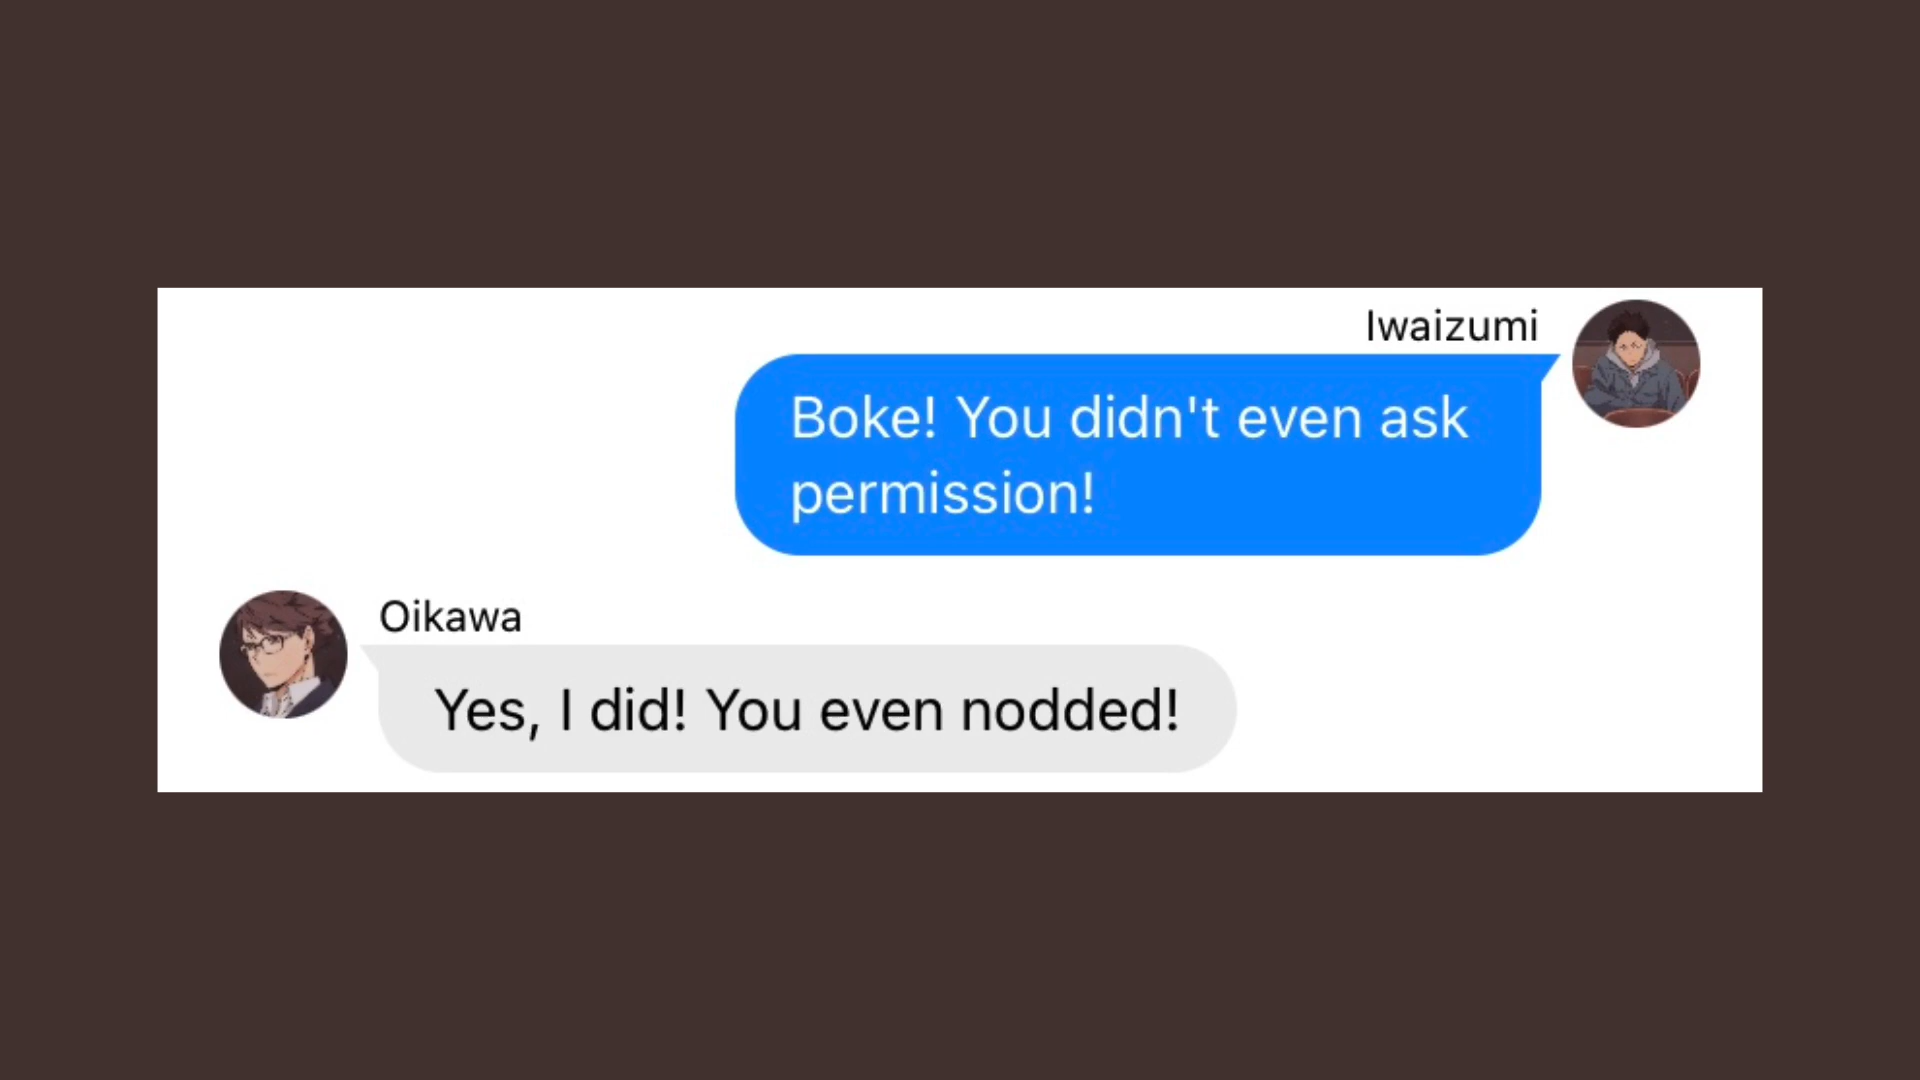 Iwaizumi
Boke! You didn't even ask
permission!
Oikawa
Yes, I did! You even nodded!